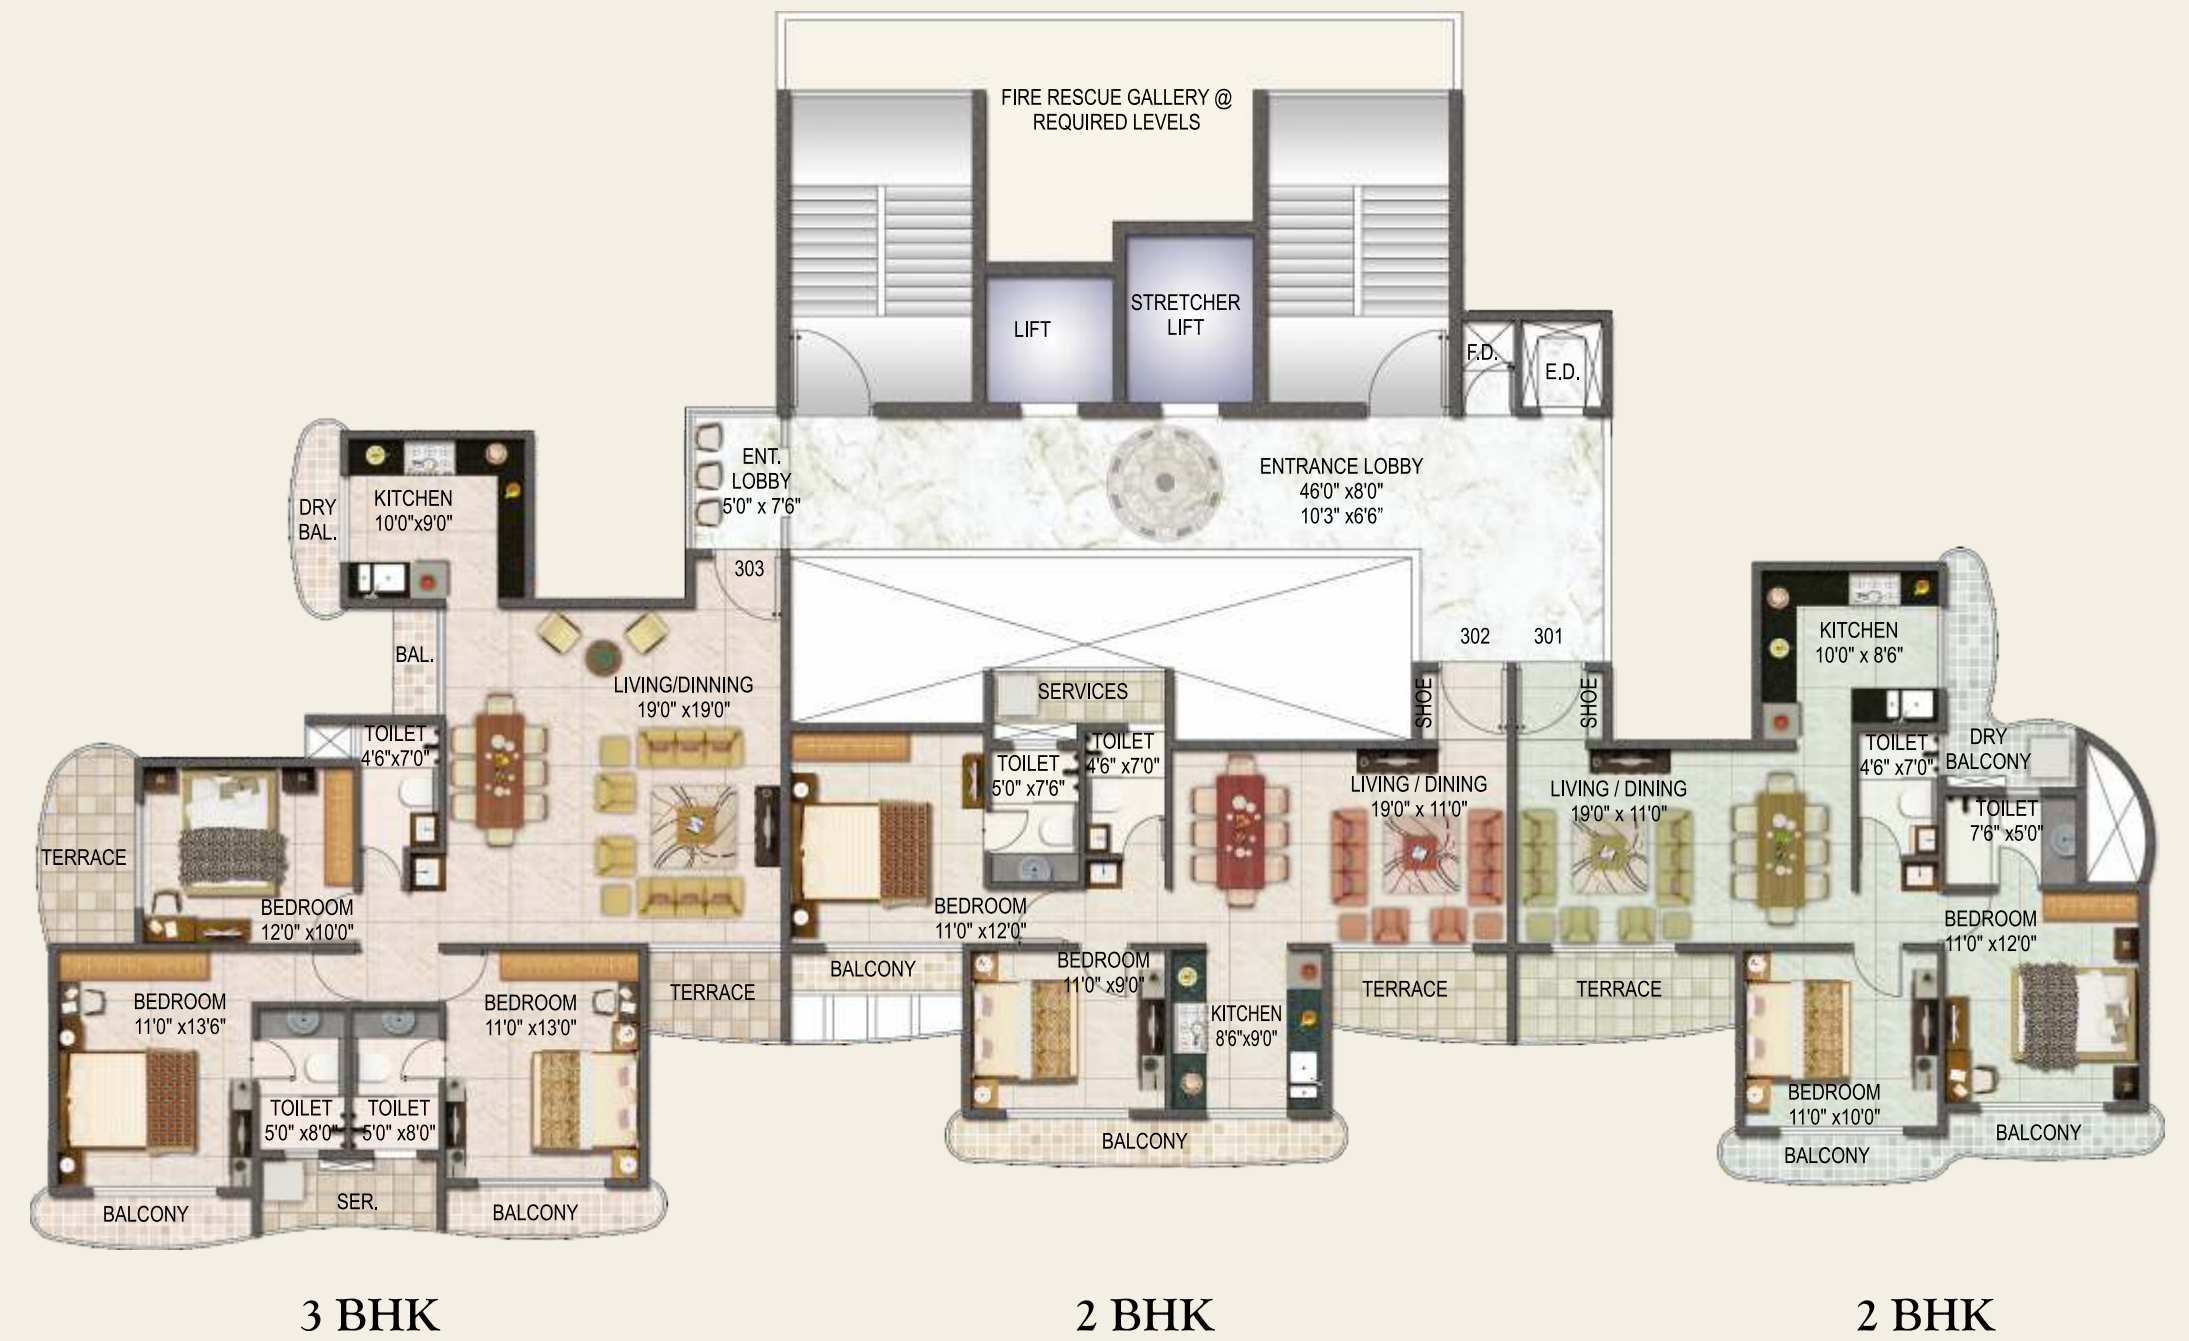 FIRE RESCUE GALLERY @
REQUIRED LEVELS
LIFT
STRETCHER
LIFT
F.D.
E.D.
ENT.
LOBBY
5'0" x 7'6"
ENTRANCE LOBBY
46'0" x8'0"
10'3" x6'6”
303
302
301
SHOE
SHOE
DRY
BAL.
KITCHEN
10'0"x9'0"
BAL.
LIVING/DINNING
19'0" x19'0"
TOILET
4'6"x7'0"
TERRACE
BEDROOM
12'0" x10'0"
BEDROOM
11'0" x13'6"
BEDROOM
11'0" x13'0"
TERRACE
TOILET
5'0" x8'0"
TOILET
5'0" x8'0"
BALCONY
SER.
BALCONY
SERVICES
TOILET
5'0" x7'6"
TOILET
4'6" x7'0"
LIVING / DINING
19'0" x 11'0"
BEDROOM
11'0" x12'0"
BALCONY
BEDROOM
11'0" x9'0"
KITCHEN
8'6"x9'0"
TERRACE
BALCONY
KITCHEN
10'0" x 8'6"
LIVING / DINING
19'0" x 11'0"
TOILET
4'6" x7'0"
DRY
BALCONY
TOILET
7'6" x5'0"
BEDROOM
11'0" x12'0"
TERRACE
BEDROOM
11'0" x10'0"
BALCONY
BALCONY
3 BHK
2 BHK
2 BHK